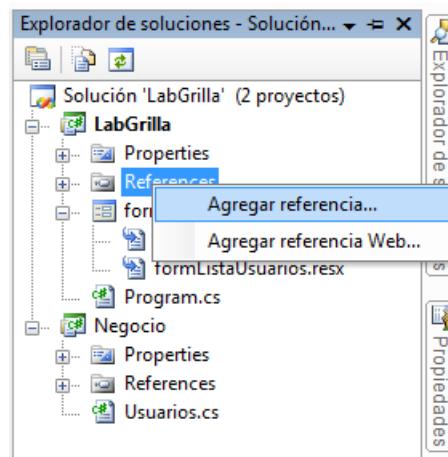 Explorador de soluciones - Solución...
Solución 'LabGrilla' (2 proyectos)
LabGrilla
Properties
References
Agregar referencia...
Agregar referencia Web...
formListaUsuarios.resx
Program.cs
Negocio
Properties
References
Usuarios.cs
Explorador de s
Propiedades